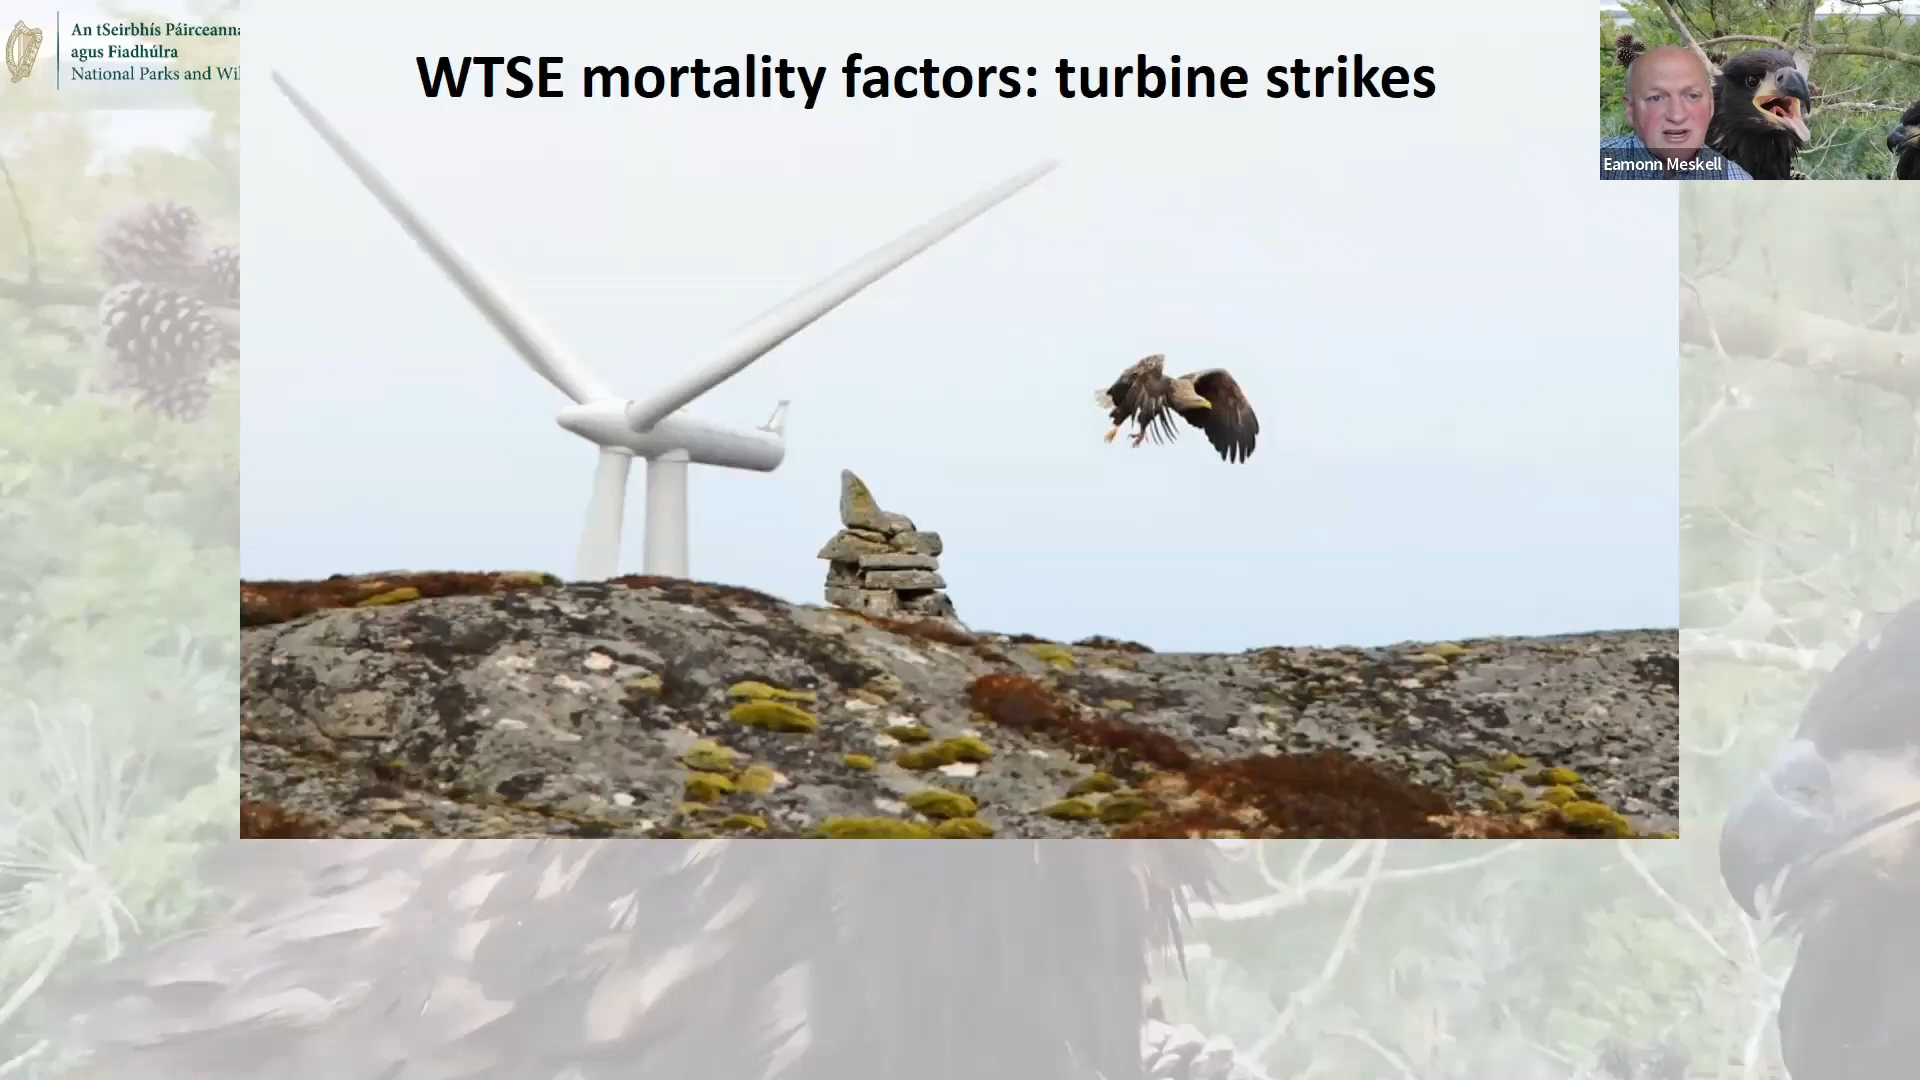 An tSeirbhís Páirceanna
agus Fiadhúlra
National Parks and Wil
WTSE mortality factors: turbine strikes
Eamonn Meskell